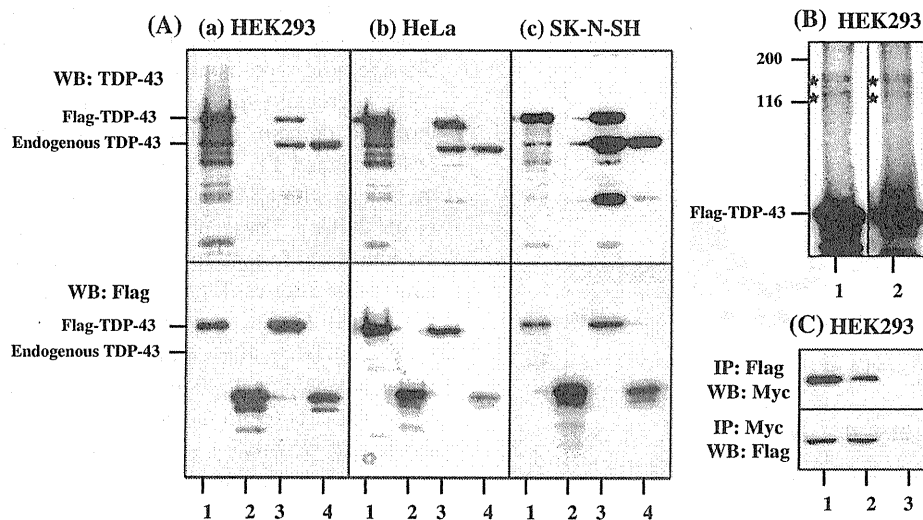 (A) (a) HEK293 (b) HeLa (c) SK-N-SH
WB: TDP-43
Flag-TDP-43
Endogenous TDP-43
WB: Flag
Flag-TDP-43
Endogenous TDP-43
1 2 3 4 1 2 3 4 1 2 3 4
(B) HEK293
200
* *
116
* *
Flag-TDP-43
1 2
(C) HEK293
IP: Flag
WB: Myc
IP: Myc
WB: Flag
1 2 3